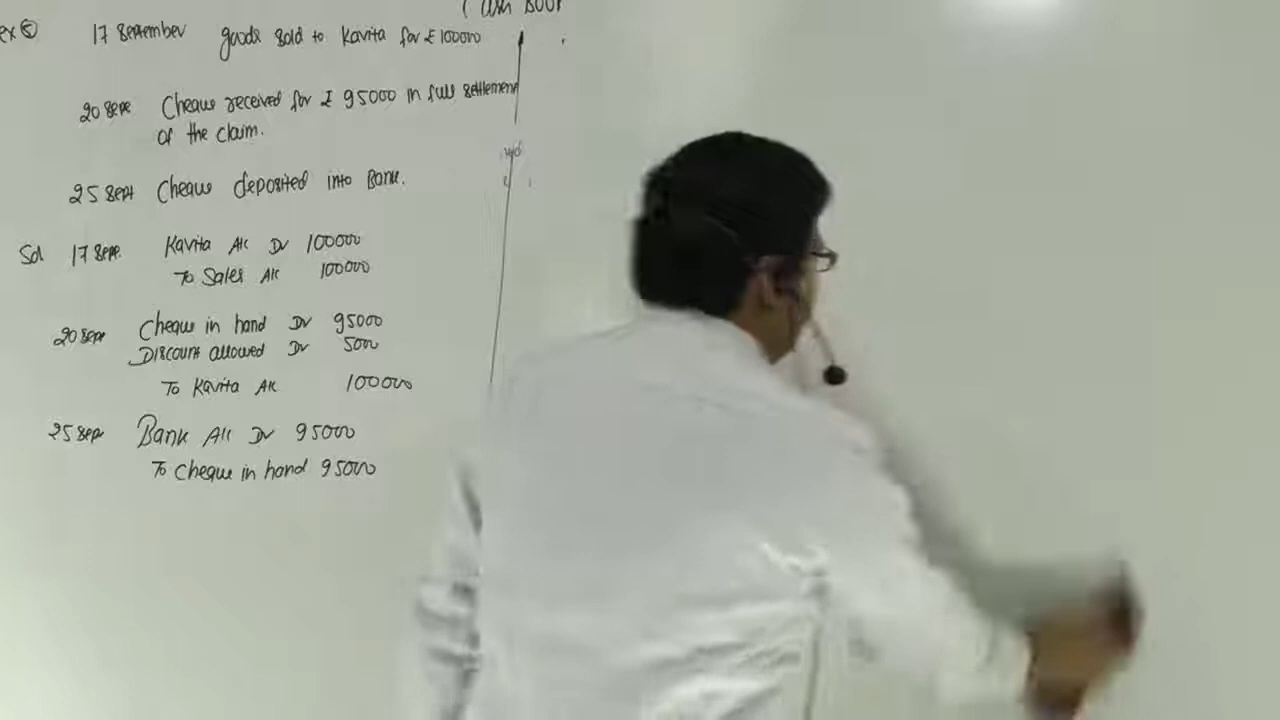 ex 5 17 September goods sold to Kavita for ₹ 100000
20 Sept Cheque received for ₹ 95000 in full settlement
of the claim.
25 Sept Cheque deposited into Bank.
Sol 17 Sept. Kavita A/c Dr 100000
To Sales A/c 100000
20 Sept Cheque in hand Dr 95000
Discount allowed Dr 5000
To Kavita A/c 100000
25 Sept Bank A/c Dr 95000
To Cheque in hand 95000